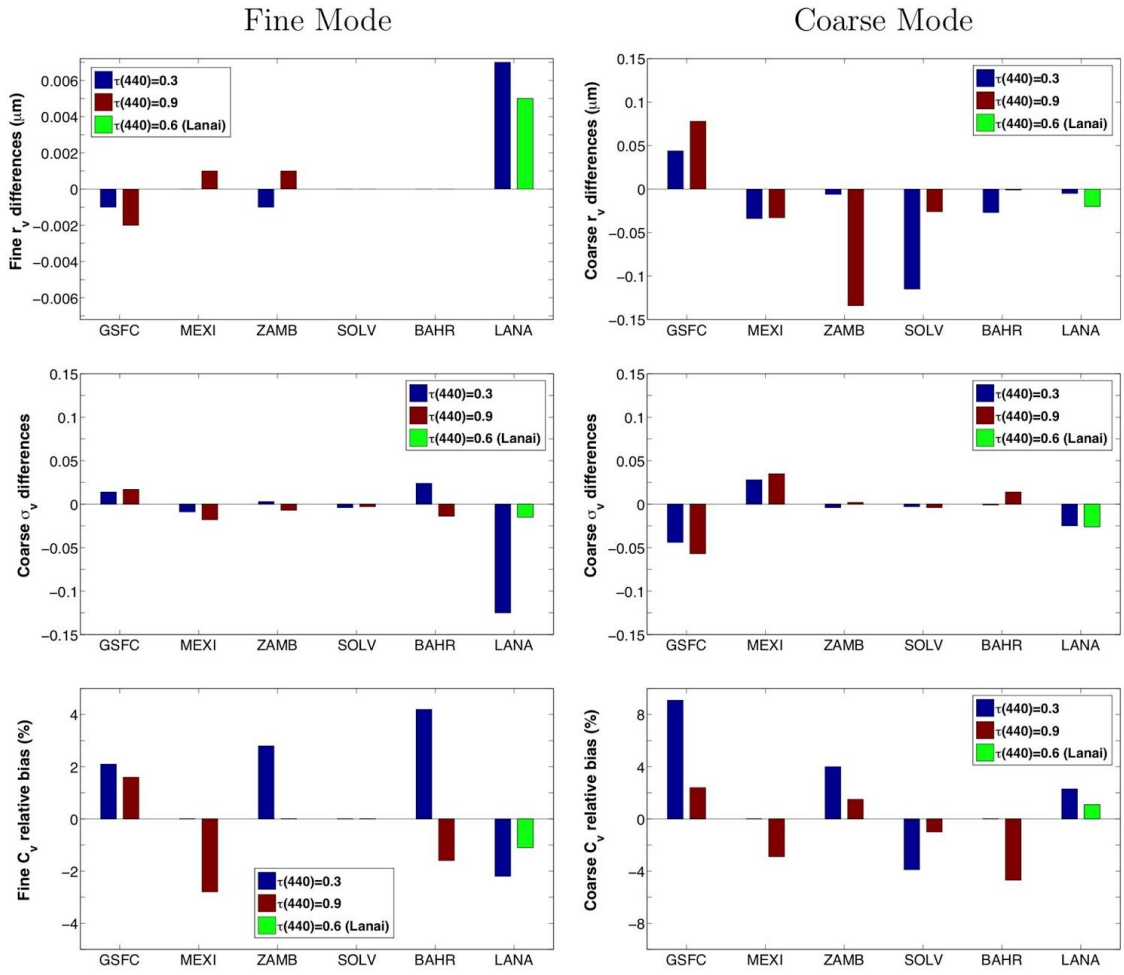 Fine Mode
Coarse Mode
Fine r_v differences (μm)
0.006
0.004
0.002
0
−0.002
−0.004
−0.006
τ(440)=0.3
τ(440)=0.9
τ(440)=0.6 (Lanai)
GSFC MEXI ZAMB SOLV BAHR LANA
Coarse r_v differences (μm)
0.15
0.1
0.05
0
−0.05
−0.1
−0.15
τ(440)=0.3
τ(440)=0.9
τ(440)=0.6 (Lanai)
GSFC MEXI ZAMB SOLV BAHR LANA
Coarse σ_v differences
0.15
0.1
0.05
0
−0.05
−0.1
−0.15
τ(440)=0.3
τ(440)=0.9
τ(440)=0.6 (Lanai)
GSFC MEXI ZAMB SOLV BAHR LANA
Coarse σ_v differences
0.15
0.1
0.05
0
−0.05
−0.1
−0.15
τ(440)=0.3
τ(440)=0.9
τ(440)=0.6 (Lanai)
GSFC MEXI ZAMB SOLV BAHR LANA
Fine C_v relative bias (%)
4
2
0
−2
−4
τ(440)=0.3
τ(440)=0.9
τ(440)=0.6 (Lanai)
GSFC MEXI ZAMB SOLV BAHR LANA
Coarse C_v relative bias (%)
8
4
0
−4
−8
τ(440)=0.3
τ(440)=0.9
τ(440)=0.6 (Lanai)
GSFC MEXI ZAMB SOLV BAHR LANA